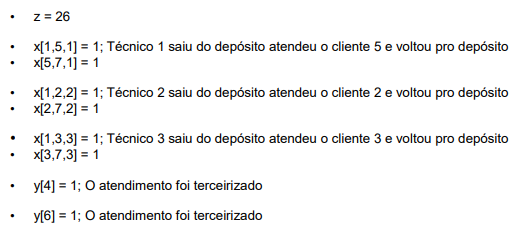 • z = 26
• x[1,5,1] = 1; Técnico 1 saiu do depósito atendeu o cliente 5 e voltou pro depósito
• x[5,7,1] = 1
• x[1,2,2] = 1; Técnico 2 saiu do depósito atendeu o cliente 2 e voltou pro depósito
• x[2,7,2] = 1
• x[1,3,3] = 1; Técnico 3 saiu do depósito atendeu o cliente 3 e voltou pro depósito
• x[3,7,3] = 1
• y[4] = 1; O atendimento foi terceirizado
• y[6] = 1; O atendimento foi terceirizado